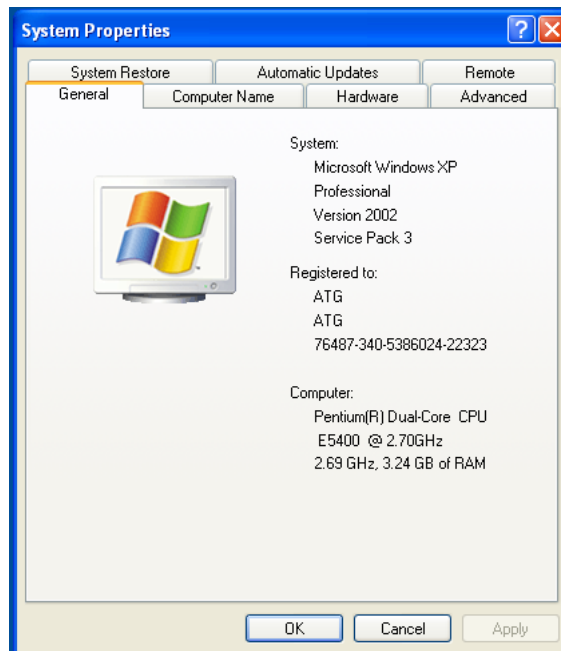 System Properties
System Restore
Automatic Updates
Remote
General
Computer Name
Hardware
Advanced
System:
Microsoft Windows XP
Professional
Version 2002
Service Pack 3
Registered to:
ATG
ATG
76487-340-5386024-22323
Computer:
Pentium(R) Dual-Core CPU
E5400 @ 2.70GHz
2.69 GHz, 3.24 GB of RAM
OK
Cancel
Apply